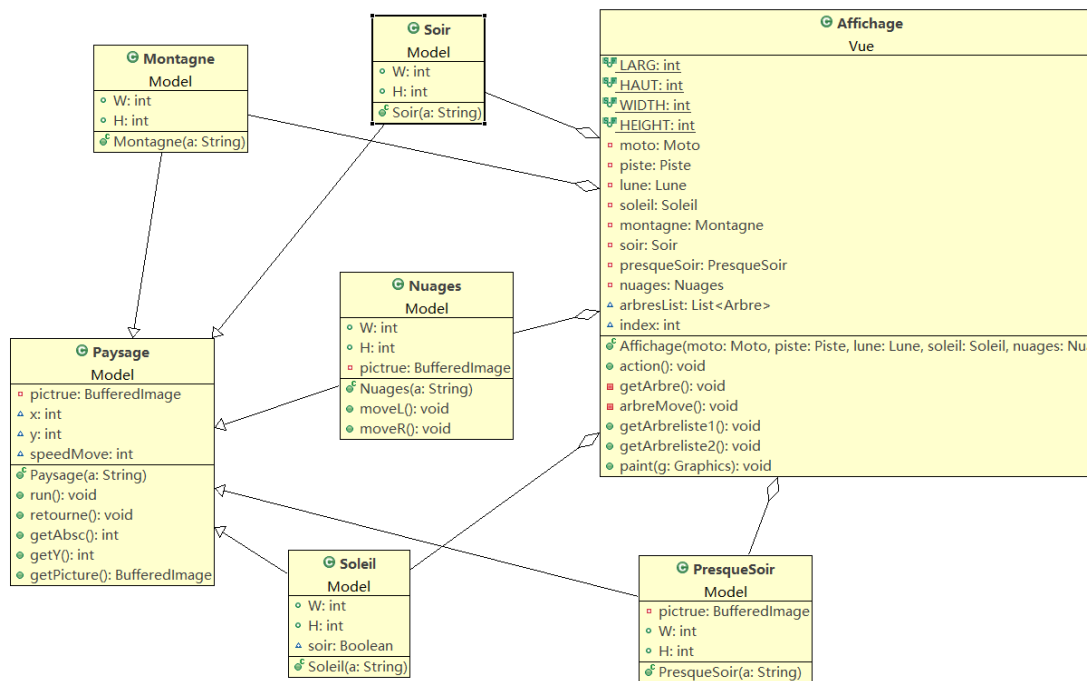 Montagne
Model
W: int
H: int
Montagne(a: String)
Soir
Model
W: int
H: int
Soir(a: String)
Affichage
Vue
LARG: int
HAUT: int
WIDTH: int
HEIGHT: int
moto: Moto
piste: Piste
lune: Lune
soleil: Soleil
montagne: Montagne
soir: Soir
presqueSoir: PresqueSoir
nuages: Nuages
arbresList: List<Arbre>
index: int
Affichage(moto: Moto, piste: Piste, lune: Lune, soleil: Soleil, nuages: Nua
action(): void
getArbre(): void
arbreMove(): void
getArbreliste1(): void
getArbreliste2(): void
paint(g: Graphics): void
Nuages
Model
W: int
H: int
pictrue: BufferedImage
Nuages(a: String)
moveL(): void
moveR(): void
Paysage
Model
pictrue: BufferedImage
x: int
y: int
speedMove: int
Paysage(a: String)
run(): void
retourne(): void
getAbsc(): int
getY(): int
getPicture(): BufferedImage
Soleil
Model
W: int
H: int
soir: Boolean
Soleil(a: String)
PresqueSoir
Model
pictrue: BufferedImage
W: int
H: int
PresqueSoir(a: String)